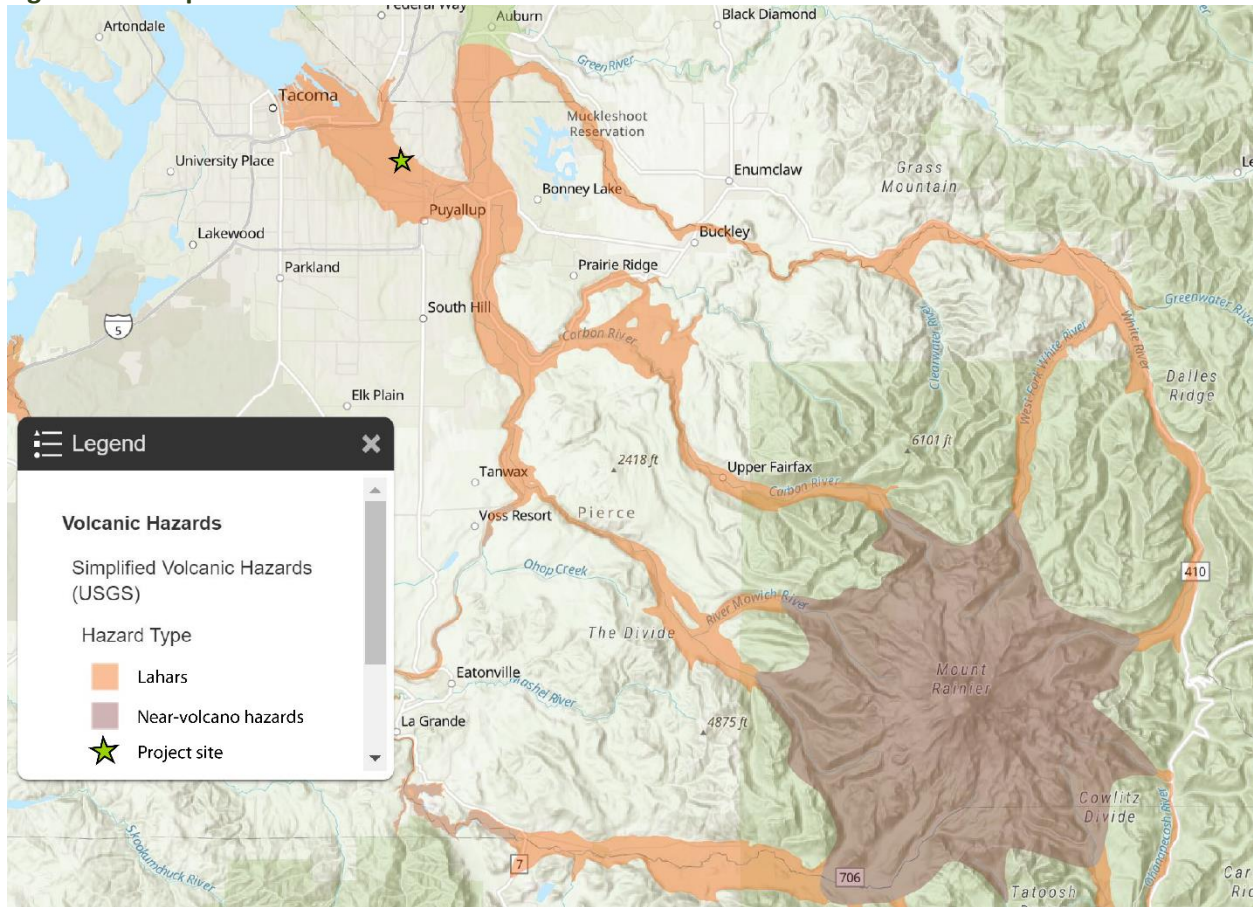 Artondale
Auburn
Black Diamond
Green River
Tacoma
Muckleshoot
Reservation
University Place
Enumclaw
Grass
Mountain
Bonney Lake
Puyallup
Lakewood
Buckley
Parkland
Prairie Ridge
South Hill
Greenwater River
5
Carbon River
Clearwater River
West Fork White River
White River
Dalles
Ridge
Elk Plain
6101 ft
2418 ft
Upper Fairfax
Carbon River
Tanwax
Voss Resort
Pierce
410
Ohop Creek
River Mowich River
The Divide
Mount
Rainier
Eatonville
Mashel River
La Grande
4875 ft
Cowlitz
Divide
Skookumchuck River
7
706
Ohanapecosh River
Tatoosh
Legend
Volcanic Hazards
Simplified Volcanic Hazards
(USGS)
Hazard Type
Lahars
Near-volcano hazards
Project site